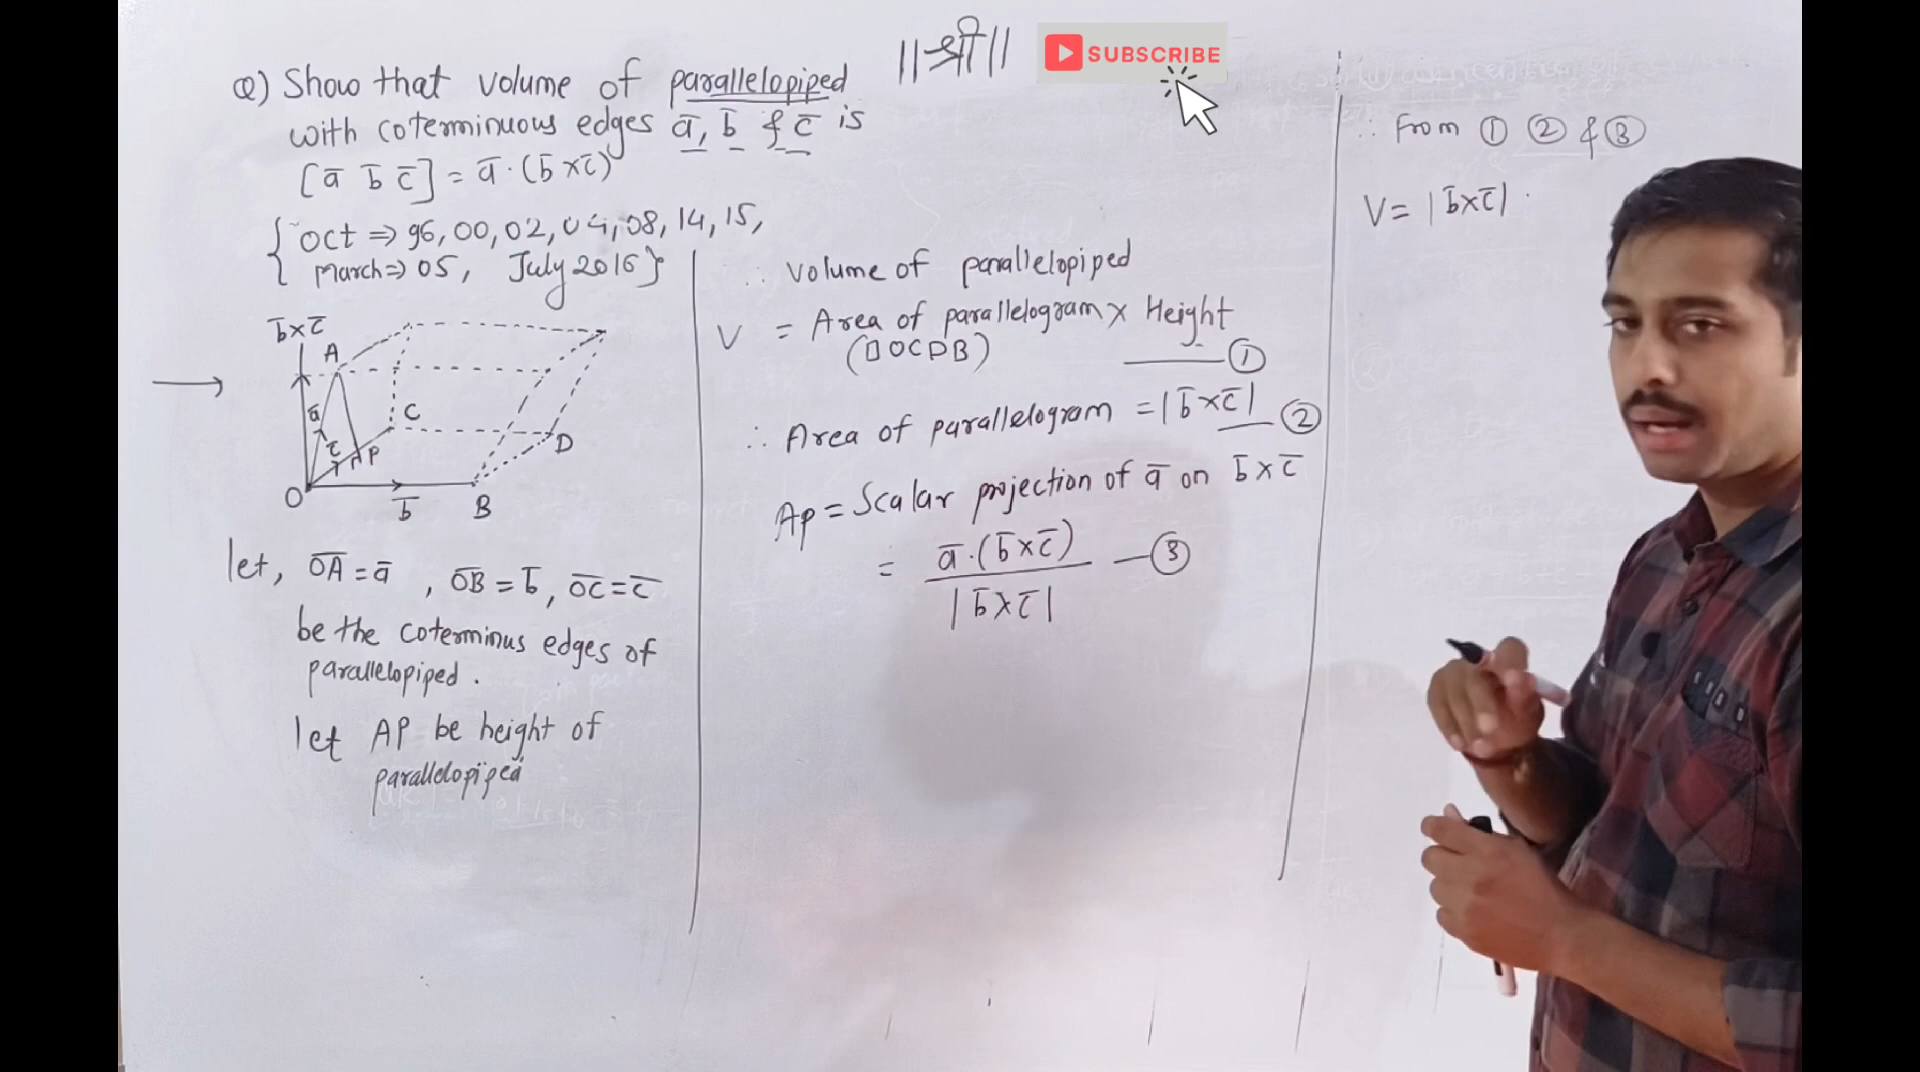 ||श्री||
SUBSCRIBE
Q) Show that volume of parallelopiped
with coterminuous edges a̅, b̅ & c̅ is
[a̅ b̅ c̅] = a̅·(b̅×c̅)
{ oct => 96, 00, 02, 04, 08, 14, 15,
March=> 05, July 2016 }
b̅×c̅
A
a̅
C
c̅
P
D
O
b̅
B
let, O̅A̅ = a̅, O̅B̅ = b̅, O̅C̅ = c̅
be the coterminus edges of
parallelopiped.
let AP be height of
parallelopiped
∴ volume of parallelopiped
V = Area of parallelogram × Height
(▯OCDB) —— ①
∴ Area of parallelogram = |b̅×c̅| — ②
Ap = Scalar projection of a̅ on b̅×c̅
= a̅·(b̅×c̅) — ③
|b̅×c̅|
∴ From ① ② & ③
V = |b̅×c̅| ·